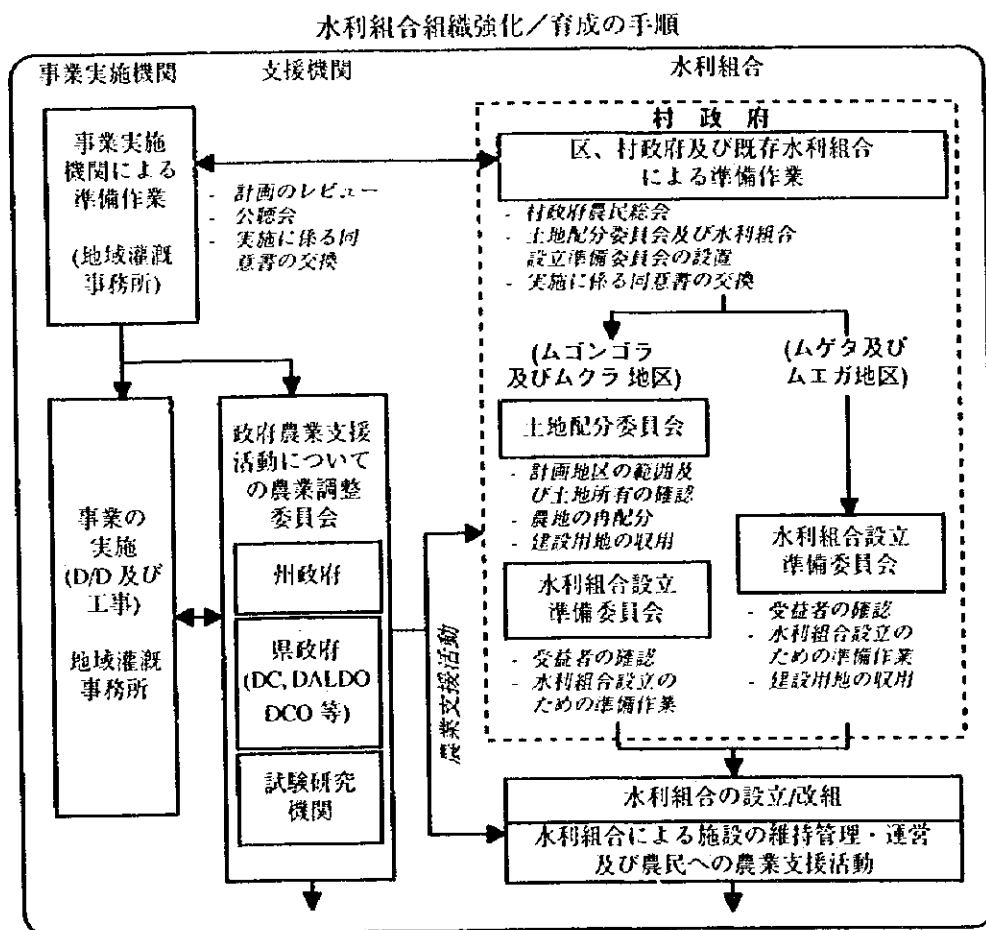 水利組合組織強化／育成の手順
事業実施機関
支援機関
水利組合
事業実施
機関による
準備作業
(地域灌漑
事務所)
- 計画のレビュー
- 公聴会
- 実施に係る同
意書の交換
村 政 府
区、村政府及び既存水利組合
による準備作業
- 村政府農民総会
- 土地配分委員会及び水利組合
設立準備委員会の設置
- 実施に係る同意書の交換
(ムゴンゴラ
及びムクラ 地区)
土地配分委員会
- 計画地区の範囲及
び土地所有の確認
- 農地の再配分
- 建設用地の収用
水利組合設立
準備委員会
- 受益者の確認
- 水利組合設立の
ための準備作業
(ムゲタ及び
ムエガ地区)
水利組合設立
準備委員会
- 受益者の確認
- 水利組合設立の
ための準備作業
- 建設用地の収用
事業の
実施
(D/D 及び
工事)
地域灌漑
事務所
政府農業支援
活動について
の農業調整
委員会
州政府
県政府
(DC, DALDO
DCO 等)
試験研究
機関
農業支援活動
水利組合の設立/改組
水利組合による施設の維持管理・運営
及び農民への農業支援活動